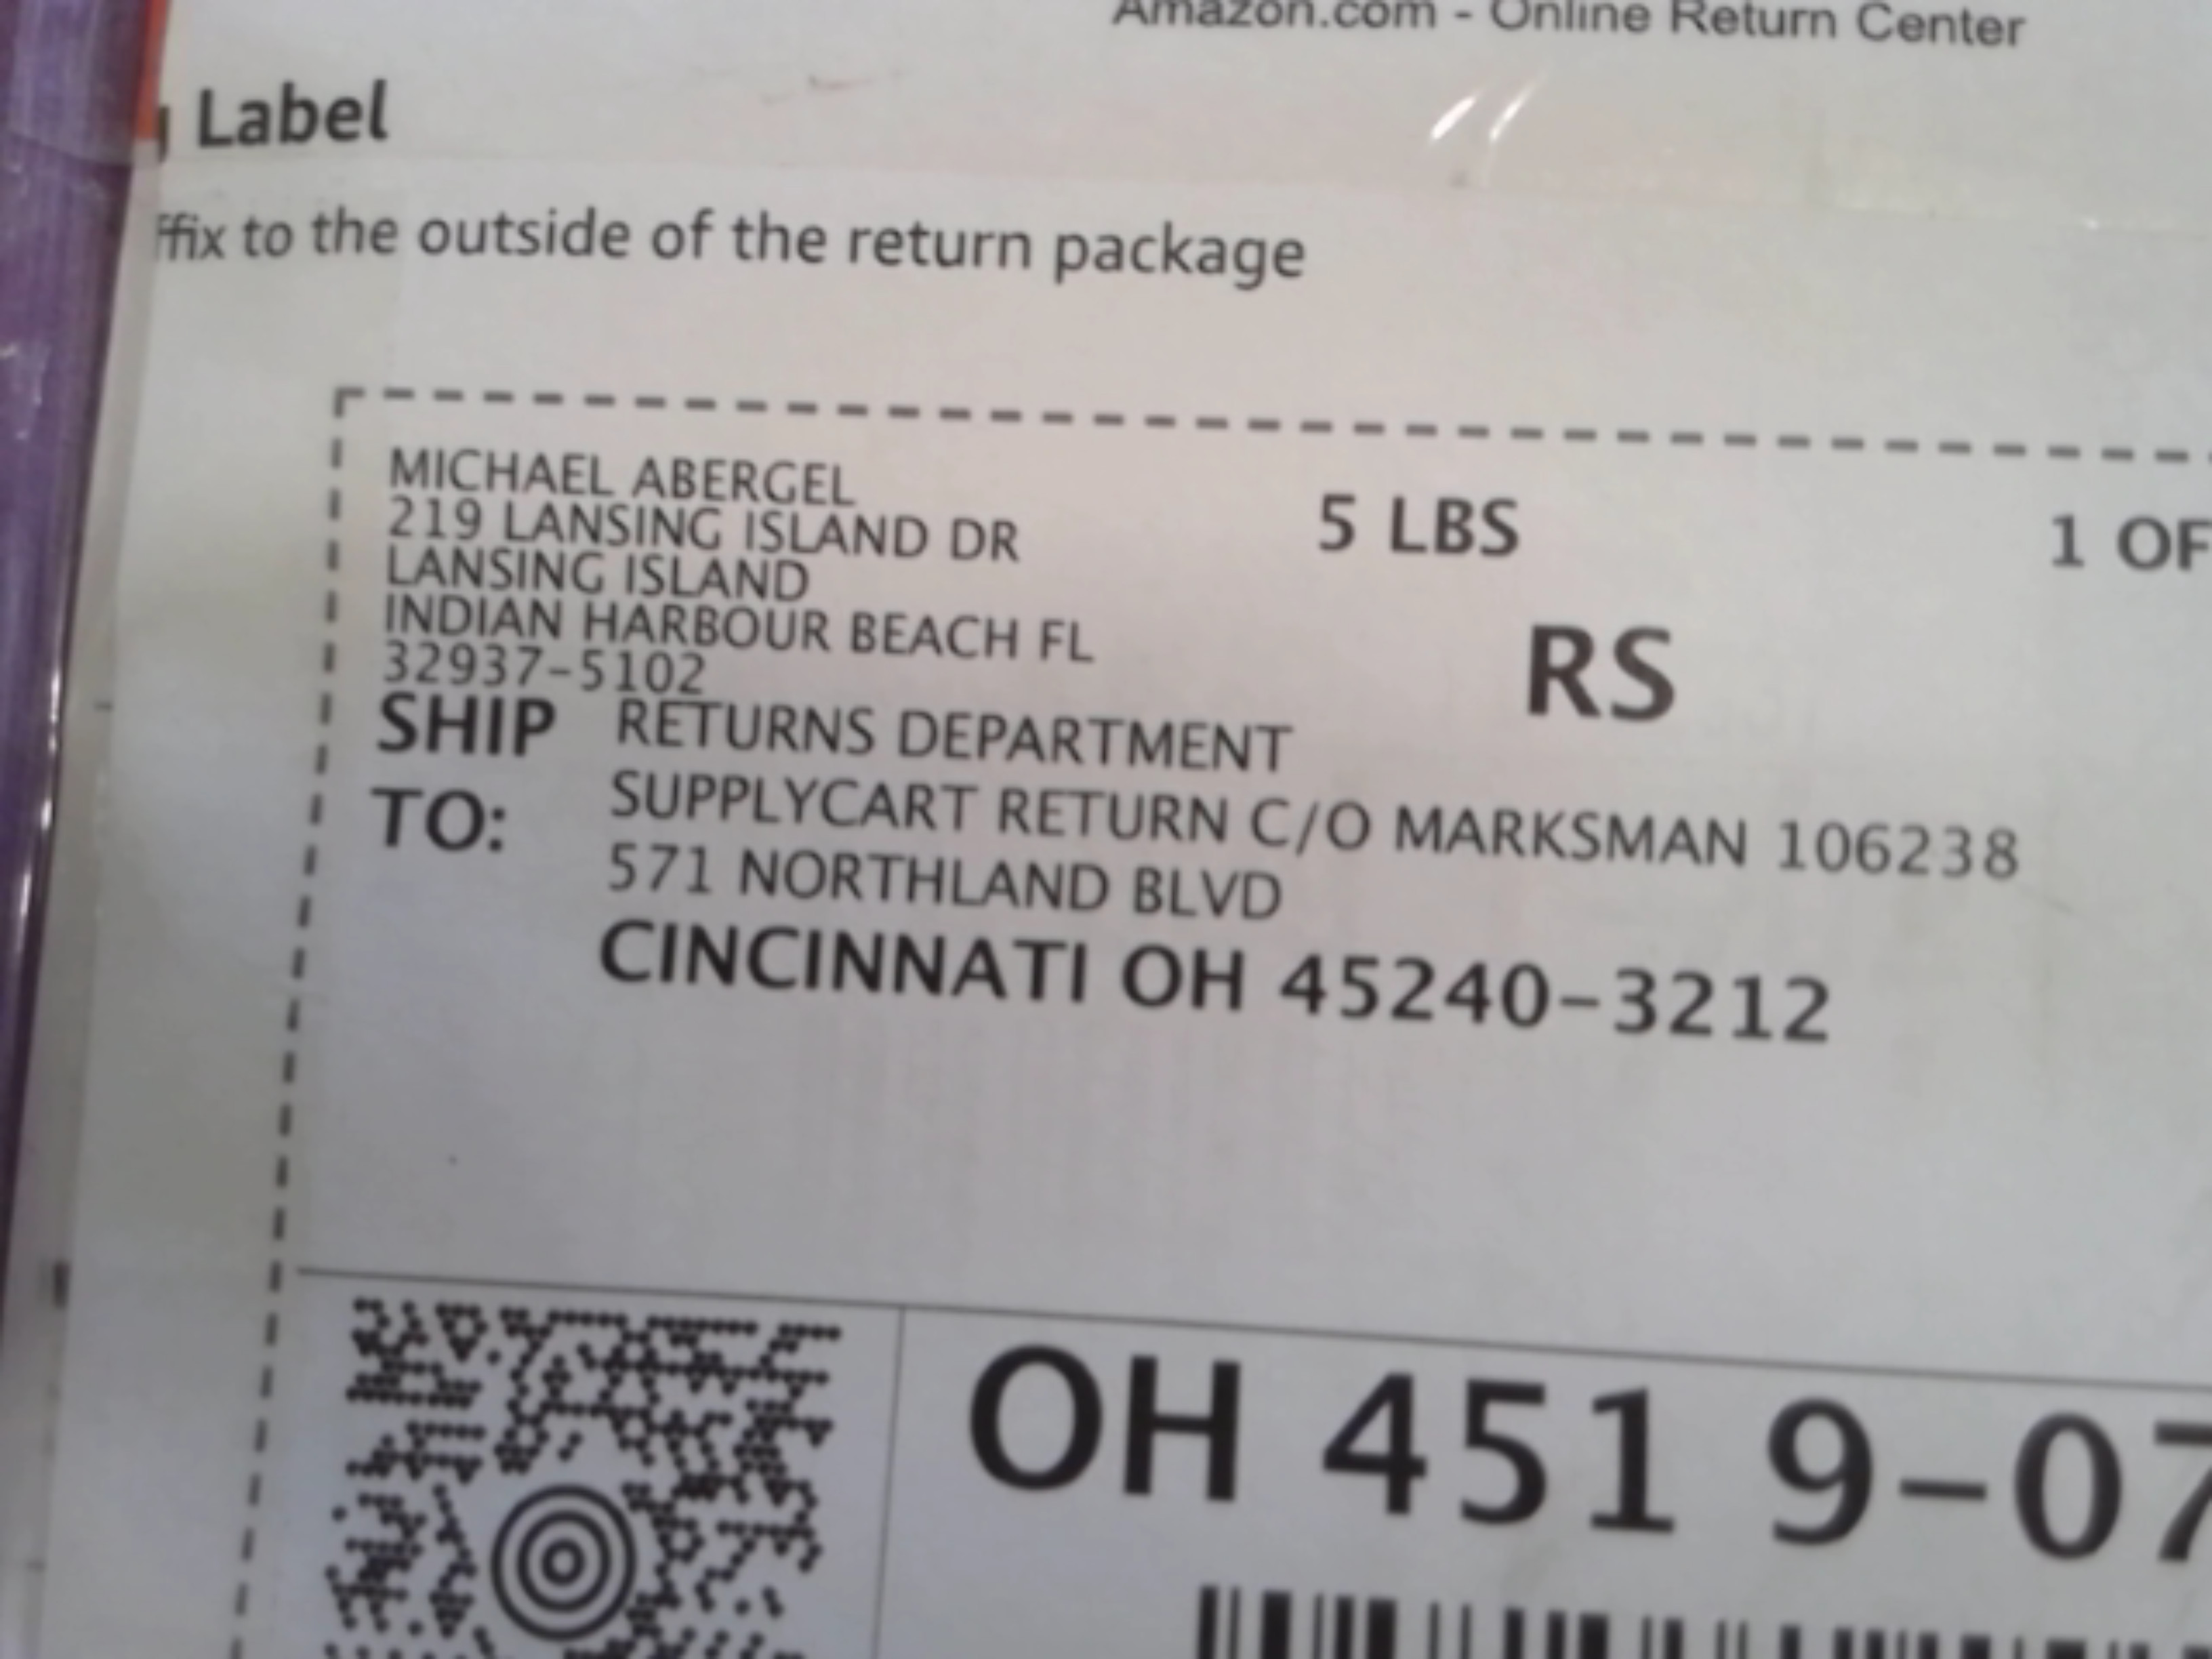 Amazon.com - Online Return Center
Label
ffix to the outside of the return package
MICHAEL ABERGEL
219 LANSING ISLAND DR
LANSING ISLAND
INDIAN HARBOUR BEACH FL
32937-5102
5 LBS
1 OF
RS
SHIP TO:
RETURNS DEPARTMENT
SUPPLYCART RETURN C/O MARKSMAN 106238
571 NORTHLAND BLVD
CINCINNATI OH 45240-3212
OH 451 9-07